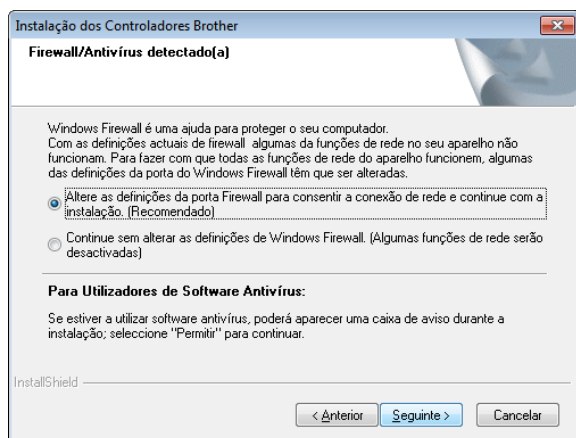 Instalação dos Controladores Brother
Firewall/Antivírus detectado(a)
Windows Firewall é uma ajuda para proteger o seu computador.
Com as definições actuais de firewall algumas da funções de rede no seu aparelho não
funcionam. Para fazer com que todas as funções de rede do aparelho funcionem, algumas
das definições da porta do Windows Firewall têm que ser alteradas.
Altere as definições da porta Firewall para consentir a conexão de rede e continue com a
instalação. (Recomendado)
Continue sem alterar as definições de Windows Firewall. (Algumas funções de rede serão
desactivadas)
Para Utilizadores de Software Antivírus:
Se estiver a utilizar software antivírus, poderá aparecer uma caixa de aviso durante a
instalação; seleccione "Permitir" para continuar.
InstallShield
< Anterior
Seguinte >
Cancelar